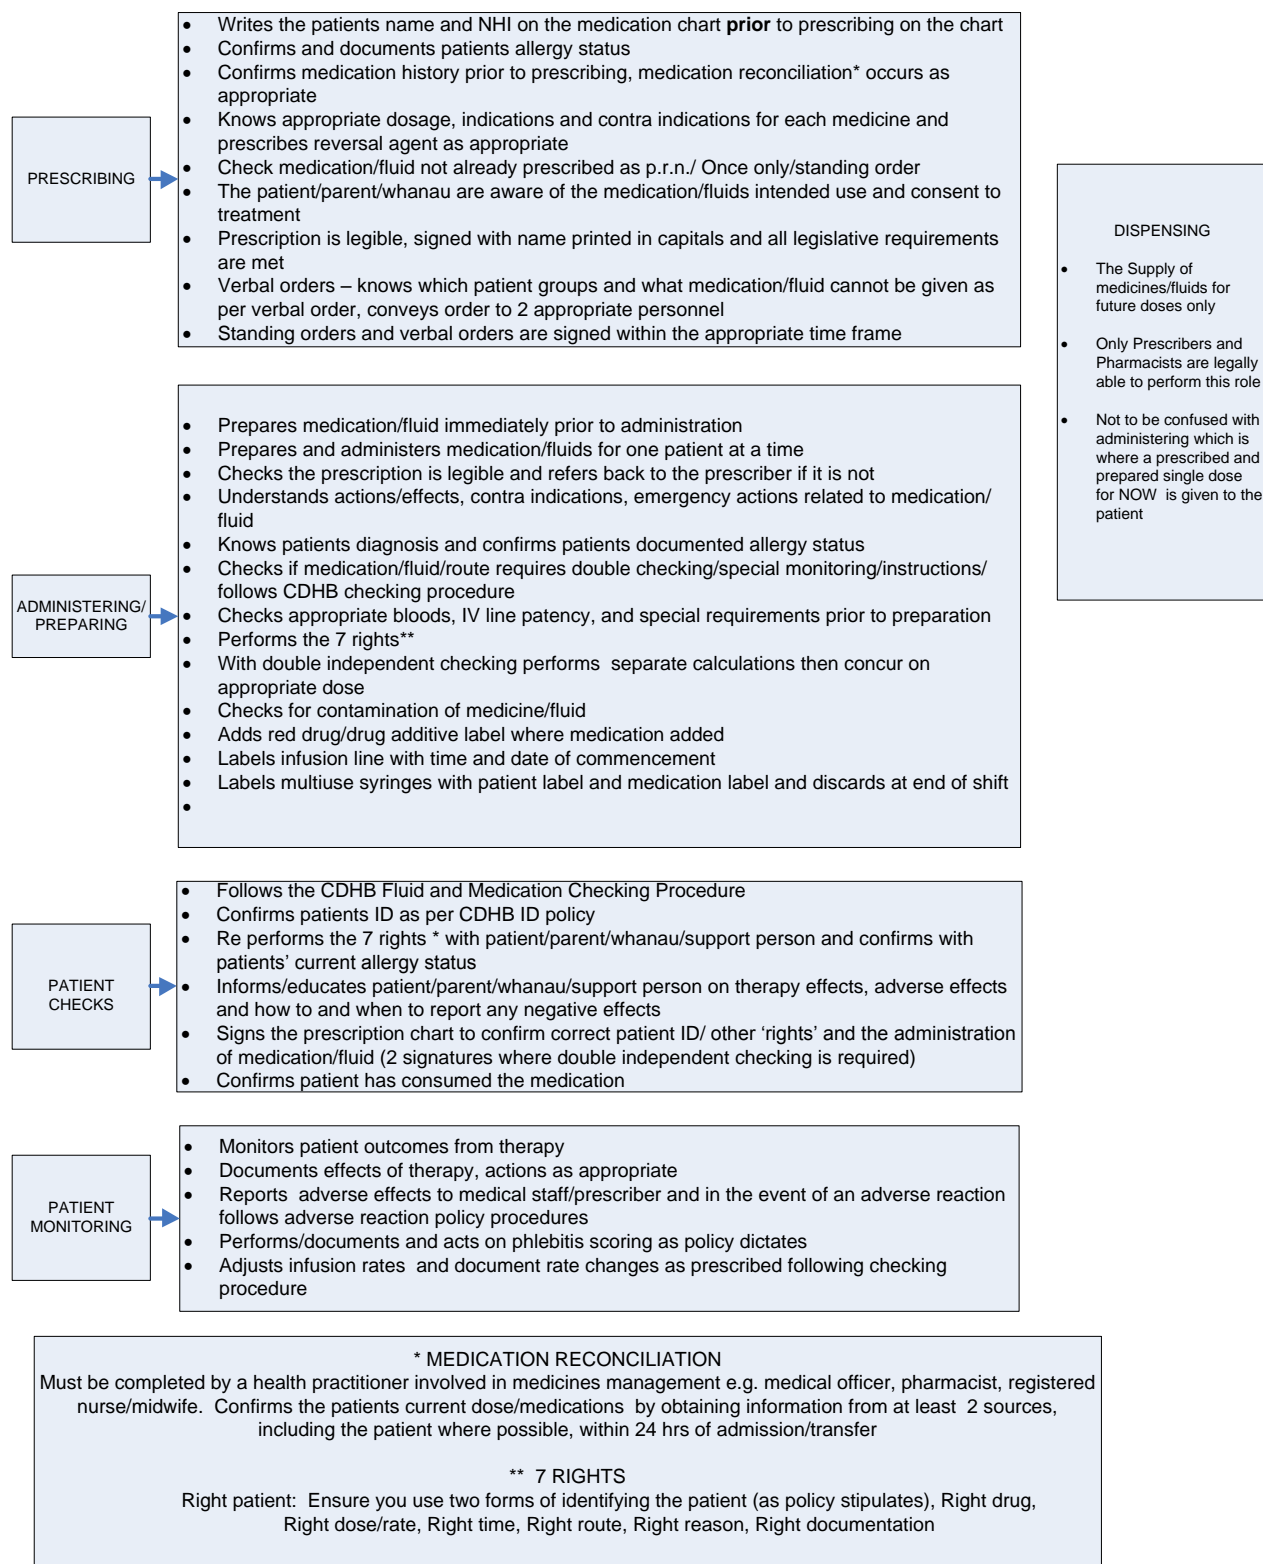 PRESCRIBING
• Writes the patients name and NHI on the medication chart prior to prescribing on the chart
• Confirms and documents patients allergy status
• Confirms medication history prior to prescribing, medication reconciliation* occurs as
appropriate
• Knows appropriate dosage, indications and contra indications for each medicine and
prescribes reversal agent as appropriate
• Check medication/fluid not already prescribed as p.r.n./ Once only/standing order
• The patient/parent/whanau are aware of the medication/fluids intended use and consent to
treatment
• Prescription is legible, signed with name printed in capitals and all legislative requirements
are met
• Verbal orders – knows which patient groups and what medication/fluid cannot be given as
per verbal order, conveys order to 2 appropriate personnel
• Standing orders and verbal orders are signed within the appropriate time frame
DISPENSING
• The Supply of
medicines/fluids for
future doses only
• Only Prescribers and
Pharmacists are legally
able to perform this role
• Not to be confused with
administering which is
where a prescribed and
prepared single dose
for NOW is given to the
patient
ADMINISTERING/
PREPARING
• Prepares medication/fluid immediately prior to administration
• Prepares and administers medication/fluids for one patient at a time
• Checks the prescription is legible and refers back to the prescriber if it is not
• Understands actions/effects, contra indications, emergency actions related to medication/
fluid
• Knows patients diagnosis and confirms patients documented allergy status
• Checks if medication/fluid/route requires double checking/special monitoring/instructions/
follows CDHB checking procedure
• Checks appropriate bloods, IV line patency, and special requirements prior to preparation
• Performs the 7 rights**
• With double independent checking performs separate calculations then concur on
appropriate dose
• Checks for contamination of medicine/fluid
• Adds red drug/drug additive label where medication added
• Labels infusion line with time and date of commencement
• Labels multiuse syringes with patient label and medication label and discards at end of shift
•
PATIENT
CHECKS
• Follows the CDHB Fluid and Medication Checking Procedure
• Confirms patients ID as per CDHB ID policy
• Re performs the 7 rights * with patient/parent/whanau/support person and confirms with
patients’ current allergy status
• Informs/educates patient/parent/whanau/support person on therapy effects, adverse effects
and how to and when to report any negative effects
• Signs the prescription chart to confirm correct patient ID/ other ‘rights’ and the administration
of medication/fluid (2 signatures where double independent checking is required)
• Confirms patient has consumed the medication
PATIENT
MONITORING
• Monitors patient outcomes from therapy
• Documents effects of therapy, actions as appropriate
• Reports adverse effects to medical staff/prescriber and in the event of an adverse reaction
follows adverse reaction policy procedures
• Performs/documents and acts on phlebitis scoring as policy dictates
• Adjusts infusion rates and document rate changes as prescribed following checking
procedure
* MEDICATION RECONCILIATION
Must be completed by a health practitioner involved in medicines management e.g. medical officer, pharmacist, registered
nurse/midwife. Confirms the patients current dose/medications by obtaining information from at least 2 sources,
including the patient where possible, within 24 hrs of admission/transfer
** 7 RIGHTS
Right patient: Ensure you use two forms of identifying the patient (as policy stipulates), Right drug,
Right dose/rate, Right time, Right route, Right reason, Right documentation